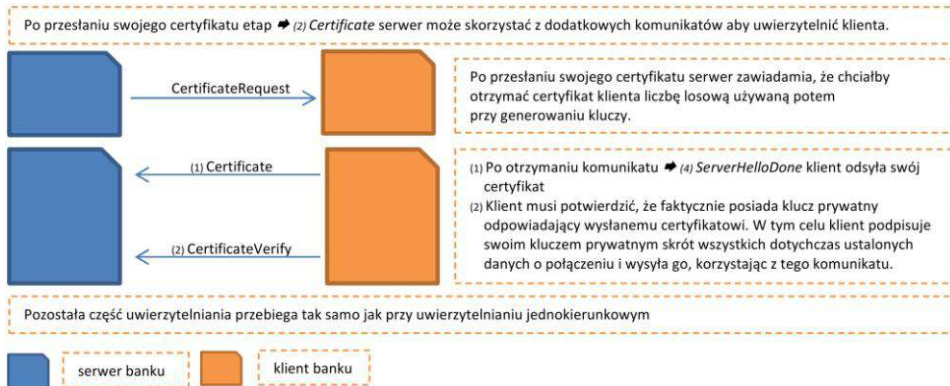 Po przesłaniu swojego certyfikatu etap ➨ (2) Certificate serwer może skorzystać z dodatkowych komunikatów aby uwierzytelnić klienta.
CertificateRequest
Po przesłaniu swojego certyfikatu serwer zawiadamia, że chciałby
otrzymać certyfikat klienta liczbę losową używaną potem
przy generowaniu kluczy.
(1) Certificate
(2) CertificateVerify
(1) Po otrzymaniu komunikatu ➨ (4) ServerHelloDone klient odsyła swój
certyfikat
(2) Klient musi potwierdzić, że faktycznie posiada klucz prywatny
odpowiadający wysłanemu certyfikatowi. W tym celu klient podpisuje
swoim kluczem prywatnym skrót wszystkich dotychczas ustalonych
danych o połączeniu i wysyła go, korzystając z tego komunikatu.
Pozostała część uwierzytelniania przebiega tak samo jak przy uwierzytelnianiu jednokierunkowym
serwer banku
klient banku